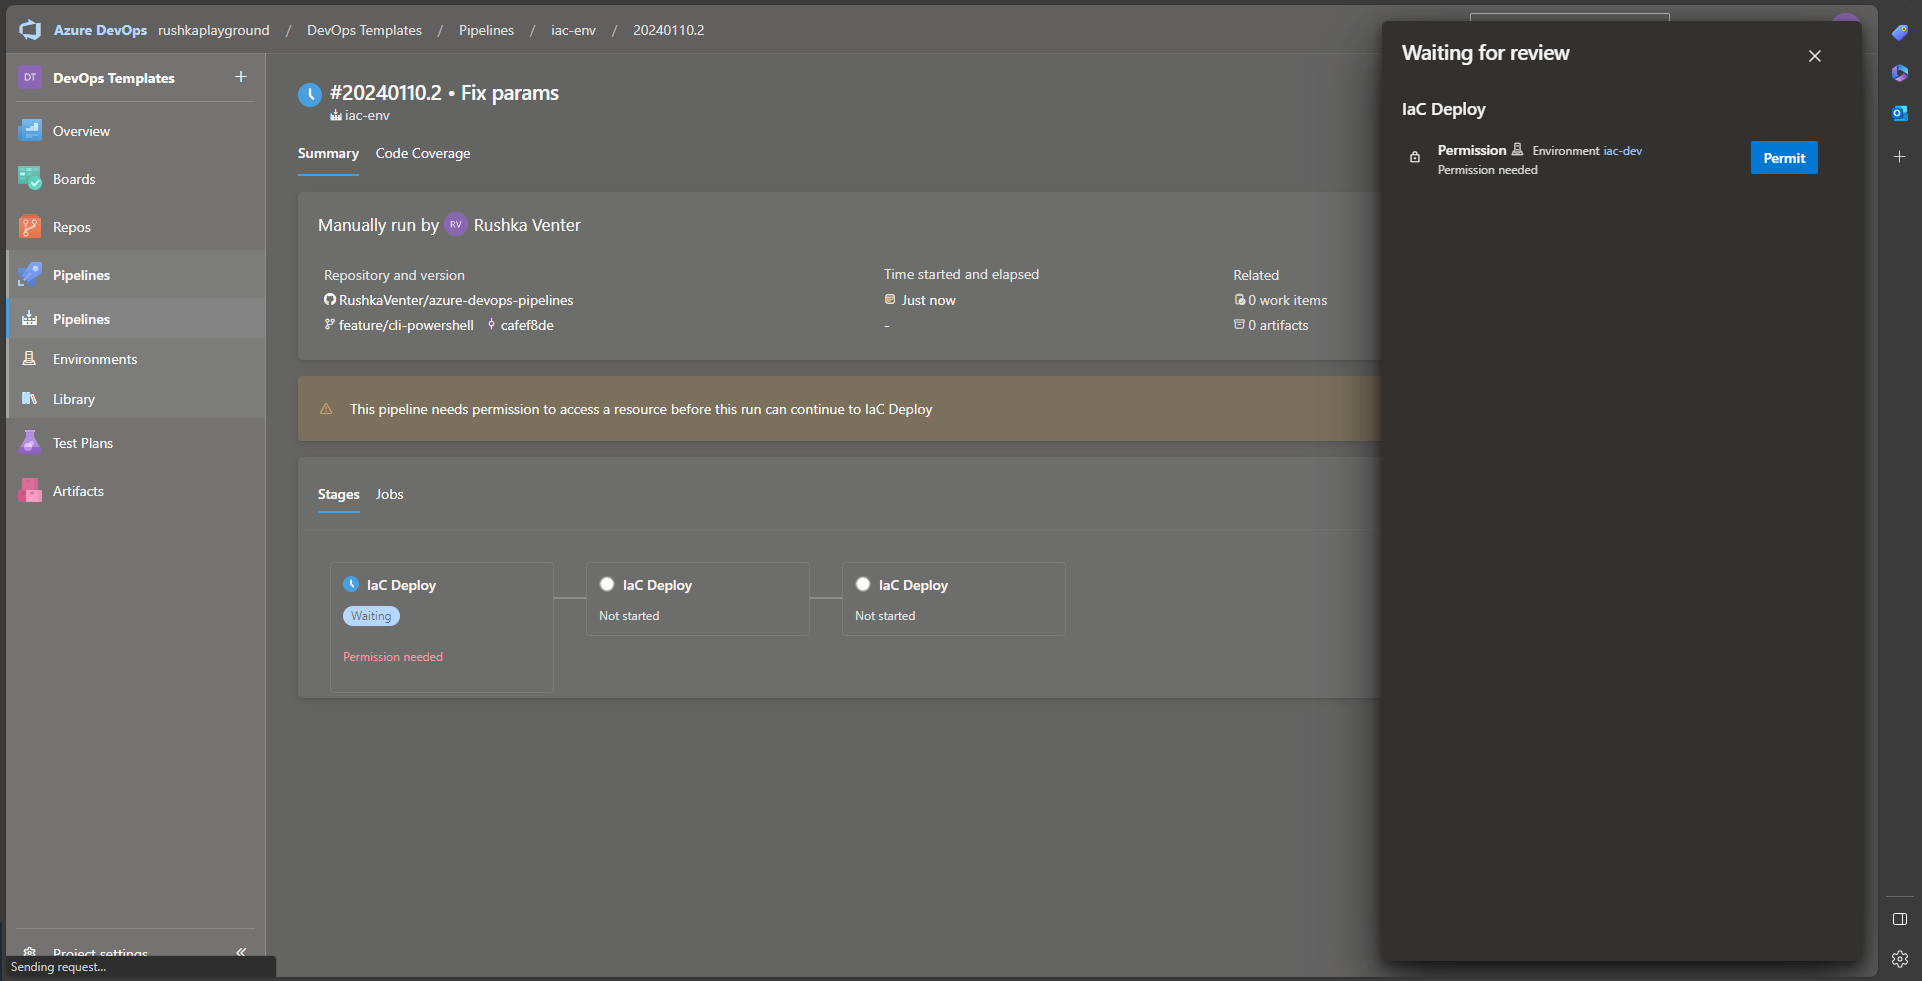 Azure DevOps rushkaplayground / DevOps Templates / Pipelines / iac-env / 20240110.2
DT DevOps Templates
Overview
Boards
Repos
Pipelines
Pipelines
Environments
Library
Test Plans
Artifacts
Project settings
Sending request...
#20240110.2 • Fix params
iac-env
Summary Code Coverage
Manually run by RV Rushka Venter
Repository and version
RushkaVenter/azure-devops-pipelines
feature/cli-powershell cafef8de
Time started and elapsed
Just now
-
Related
0 work items
0 artifacts
This pipeline needs permission to access a resource before this run can continue to IaC Deploy
Stages Jobs
IaC Deploy
Waiting
Permission needed
IaC Deploy
Not started
IaC Deploy
Not started
Waiting for review
IaC Deploy
Permission Environment iac-dev
Permission needed
Permit